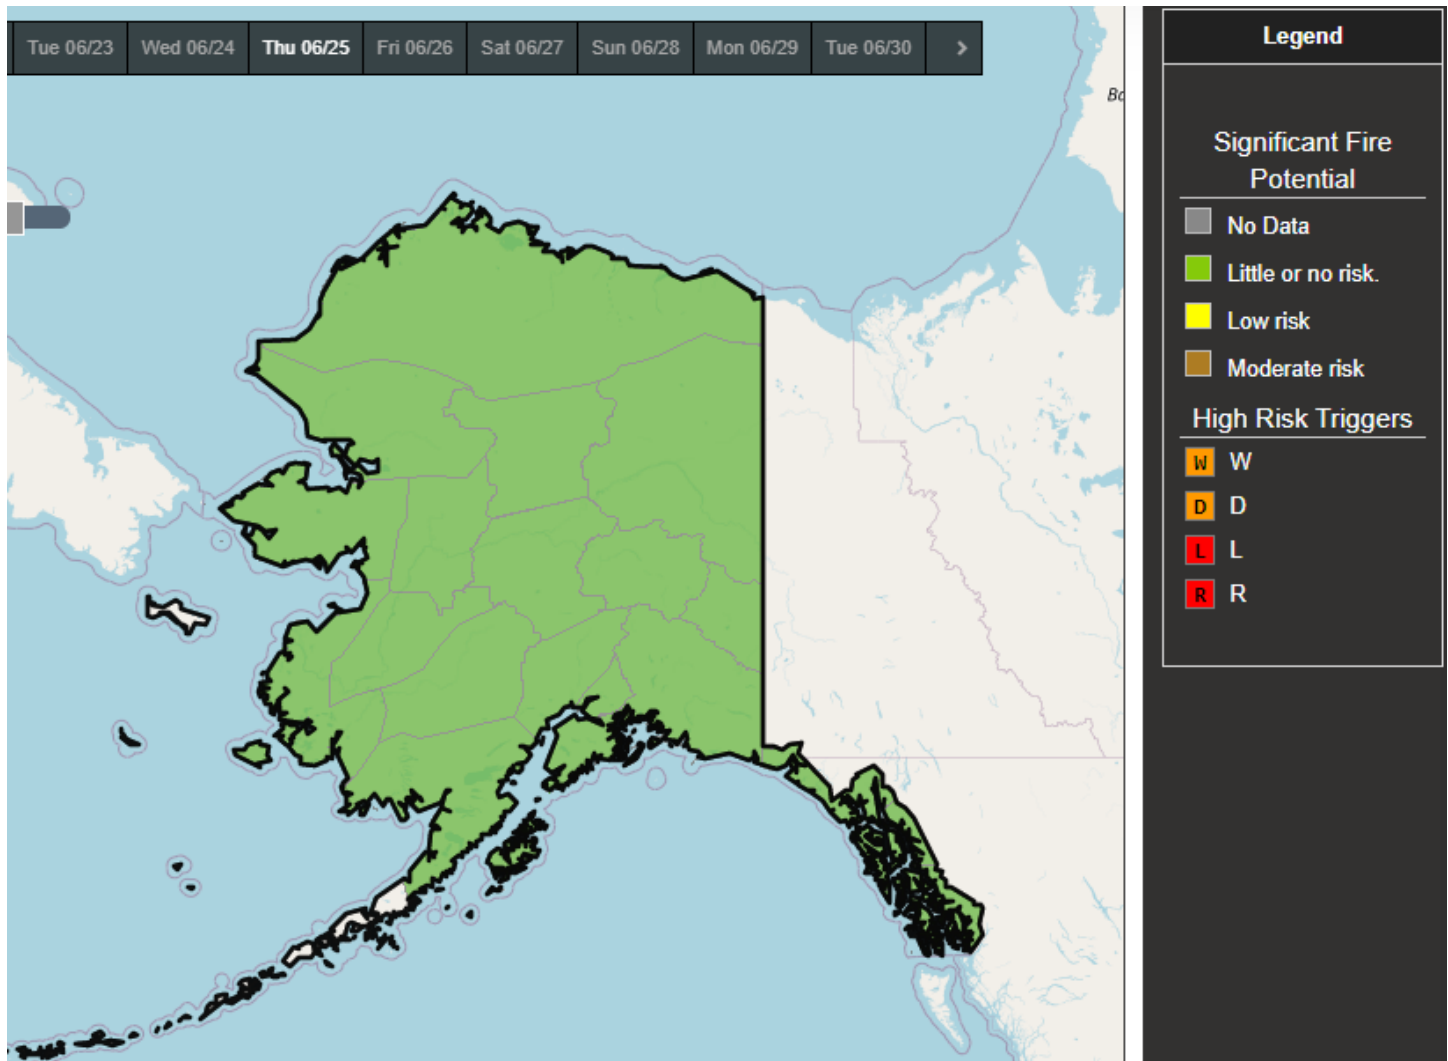 Tue 06/23 Wed 06/24 Thu 06/25 Fri 06/26 Sat 06/27 Sun 06/28 Mon 06/29 Tue 06/30 >
Legend
Significant Fire
Potential
No Data
Little or no risk.
Low risk
Moderate risk
High Risk Triggers
W W
D D
L L
R R